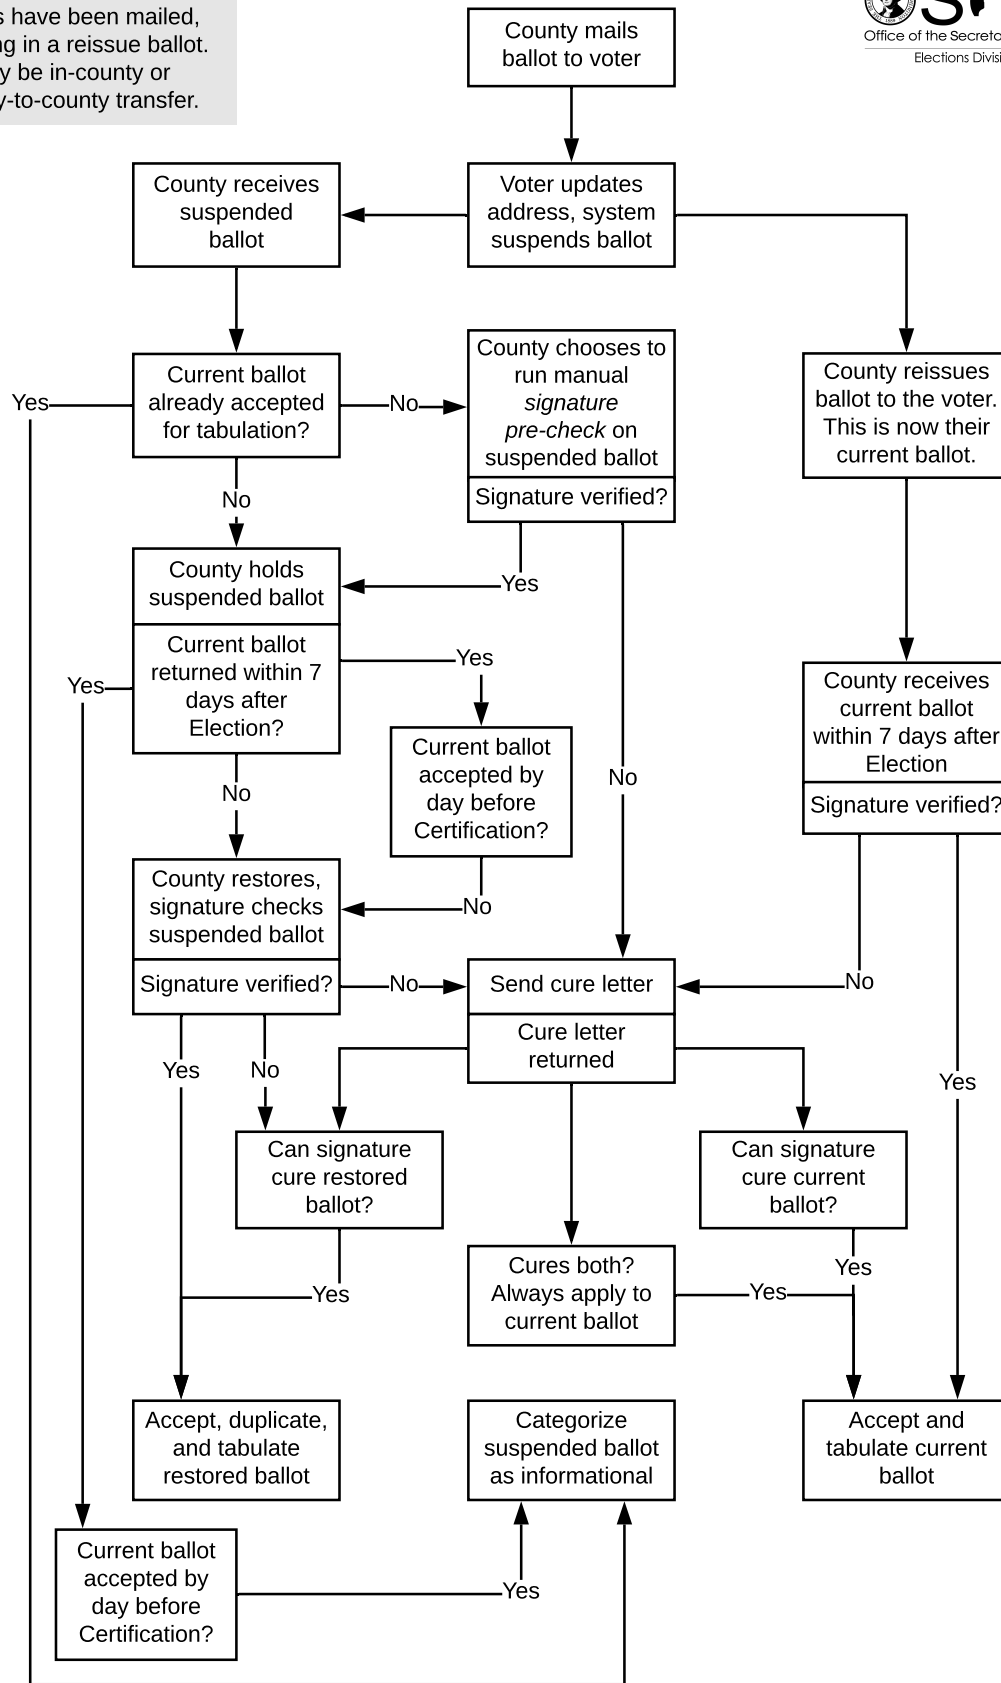 s have been mailed,
g in a reissue ballot.
y be in-county or
y-to-county transfer.
Office of the Secreta
Elections Divisi
County mails
ballot to voter
County receives
suspended
ballot
Voter updates
address, system
suspends ballot
Current ballot
already accepted
for tabulation?
Yes
No
County chooses to
run manual
signature
pre-check on
suspended ballot
Signature verified?
County reissues
ballot to the voter.
This is now their
current ballot.
No
County holds
suspended ballot
Yes
Current ballot
returned within 7
days after
Election?
Yes
Yes
County receives
current ballot
within 7 days after
Election
Signature verified?
Current ballot
accepted by
day before
Certification?
No
No
County restores,
signature checks
suspended ballot
Signature verified?
No
No
Send cure letter
No
Cure letter
returned
Yes
No
Yes
Can signature
cure restored
ballot?
Can signature
cure current
ballot?
Yes
Cures both?
Always apply to
current ballot
Yes
Yes
Accept, duplicate,
and tabulate
restored ballot
Categorize
suspended ballot
as informational
Accept and
tabulate current
ballot
Current ballot
accepted by
day before
Certification?
Yes